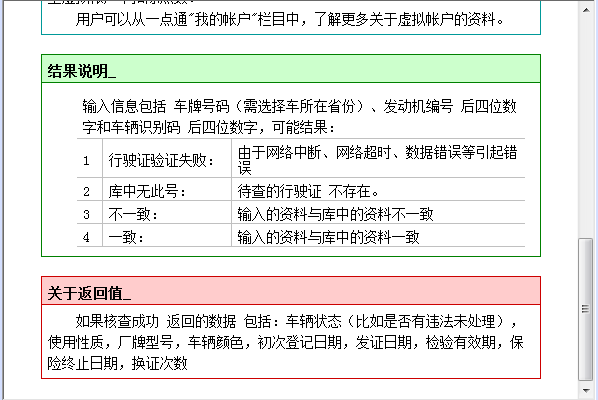 用户可以从一点通"我的帐户"栏目中，了解更多关于虚拟帐户的资料。
结果说明_
输入信息包括 车牌号码（需选择车所在省份）、发动机编号 后四位数
字和车辆识别码 后四位数字，可能结果：
1 行驶证验证失败： 由于网络中断、网络超时、数据错误等引起错
误
2 库中无此号： 待查的行驶证 不存在。
3 不一致： 输入的资料与库中的资料不一致
4 一致： 输入的资料与库中的资料一致
关于返回值_
如果核查成功 返回的数据 包括：车辆状态（比如是否有违法未处理），
使用性质，厂牌型号，车辆颜色，初次登记日期，发证日期，检验有效期，保
险终止日期，换证次数